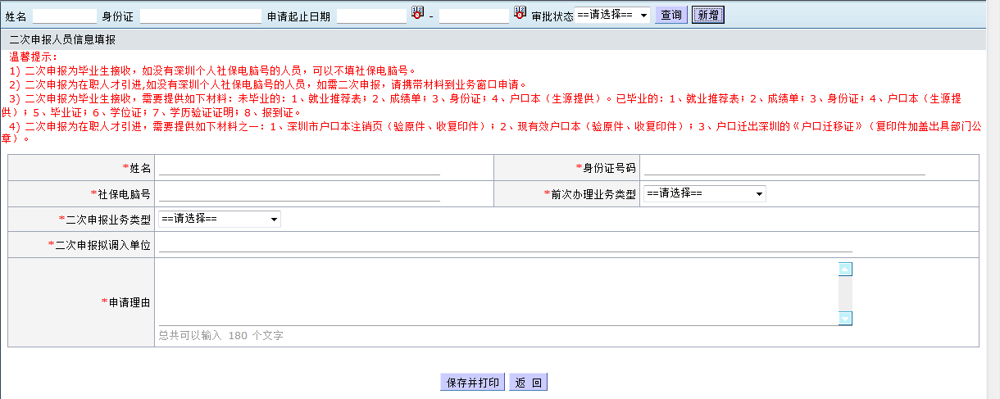 姓名 身份证 申请起止日期 - 审批状态 ==请选择== 查询 新增
二次申报人员信息填报
温馨提示：
1）二次申报为毕业生接收，如没有深圳个人社保电脑号的人员，可以不填社保电脑号。
2）二次申报为在职人才引进,如没有深圳个人社保电脑号的人员，如需二次申报，请携带材料到业务窗口申请。
3）二次申报为毕业生接收，需要提供如下材料：未毕业的：1、就业推荐表；2、成绩单；3、身份证；4、户口本（生源提供）。已毕业的：1、就业推荐表；2、成绩单；3、身份证；4、户口本（生源提
供）；5、毕业证；6、学位证；7、学历验证证明；8、报到证。
4）二次申报为在职人才引进，需要提供如下材料之一：1、深圳市户口本注销页（验原件、收复印件）；2、现有效户口本（验原件、收复印件）；3、户口迁出深圳的《户口迁移证》（复印件加盖出具部门公
章）。
*姓名 *身份证号码
*社保电脑号 *前次办理业务类型 ==请选择==
*二次申报业务类型 ==请选择==
*二次申报拟调入单位
*申请理由
总共可以输入 180 个文字
保存并打印 返 回